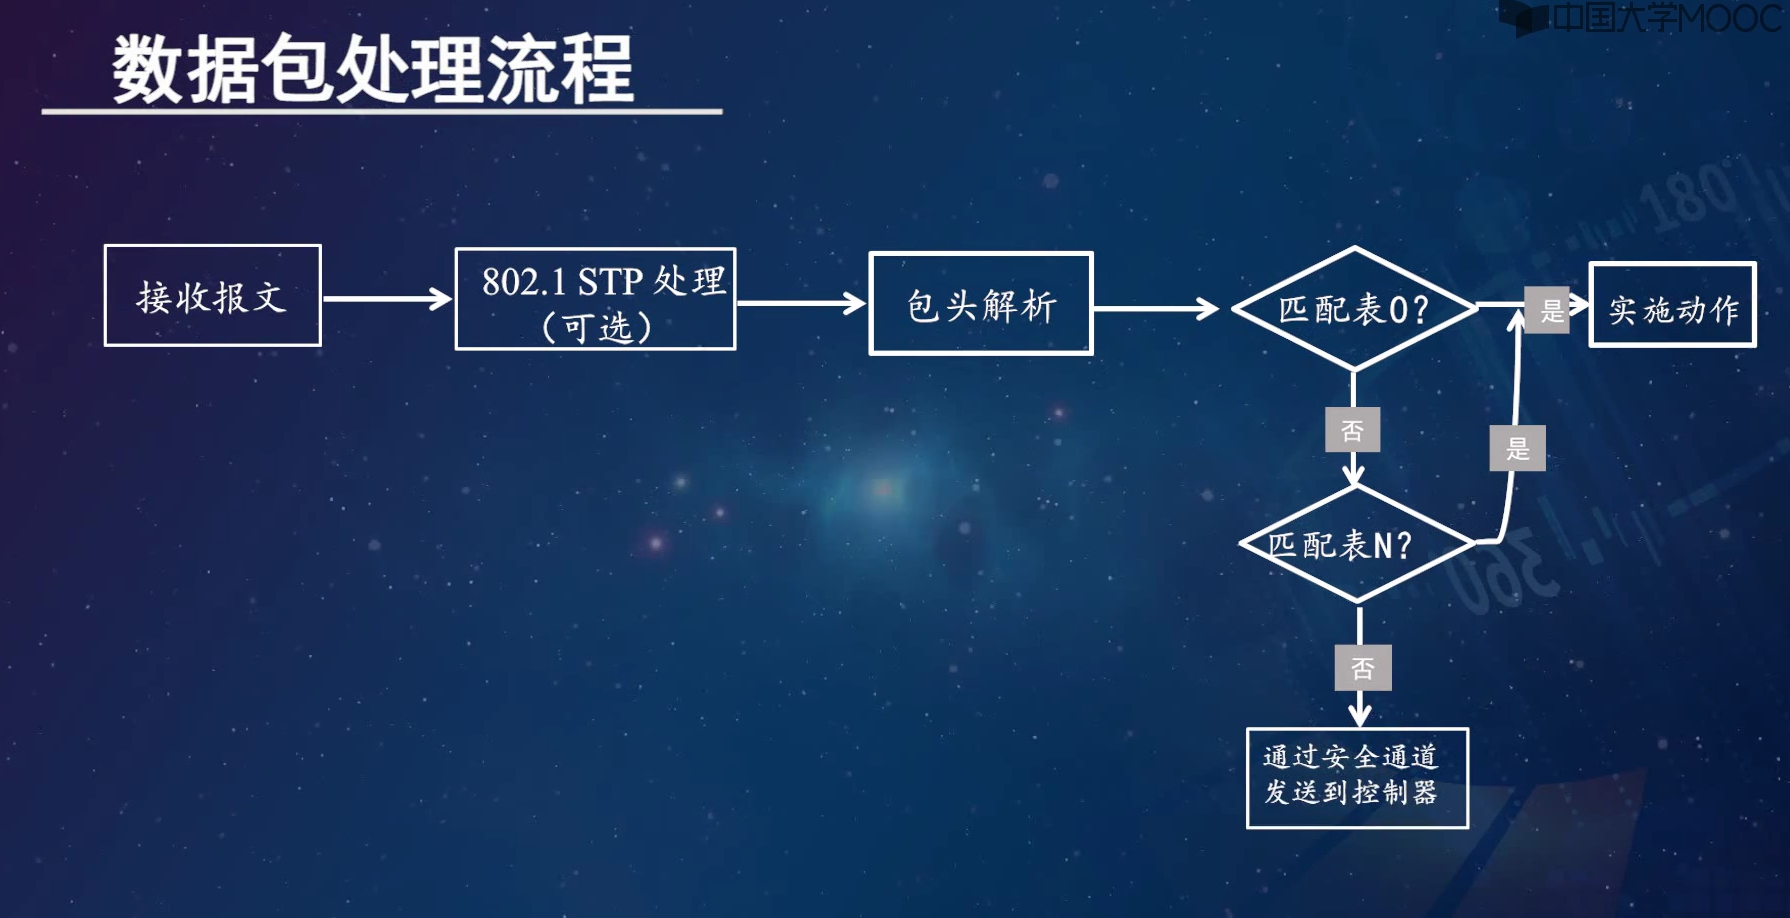 中国大学MOOC
数据包处理流程
180
接收报文
802.1 STP 处理
（可选）
包头解析
匹配表0？
是
实施动作
否
是
匹配表N？
360
否
通过安全通道
发送到控制器